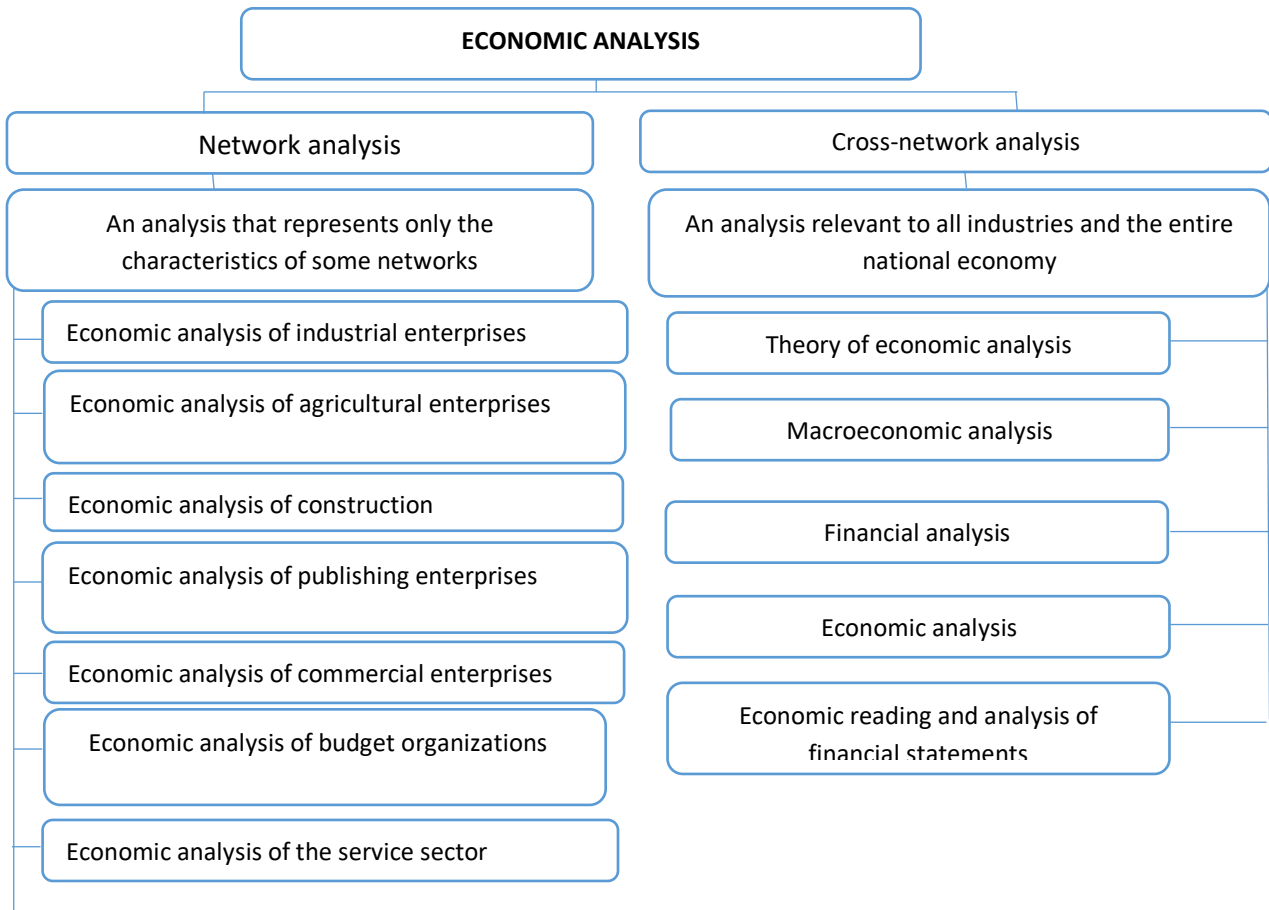 ECONOMIC ANALYSIS
Network analysis
Cross-network analysis
An analysis that represents only the
characteristics of some networks
An analysis relevant to all industries and the entire
national economy
Economic analysis of industrial enterprises
Economic analysis of agricultural enterprises
Economic analysis of construction
Economic analysis of publishing enterprises
Economic analysis of commercial enterprises
Economic analysis of budget organizations
Economic analysis of the service sector
Theory of economic analysis
Macroeconomic analysis
Financial analysis
Economic analysis
Economic reading and analysis of
financial statements